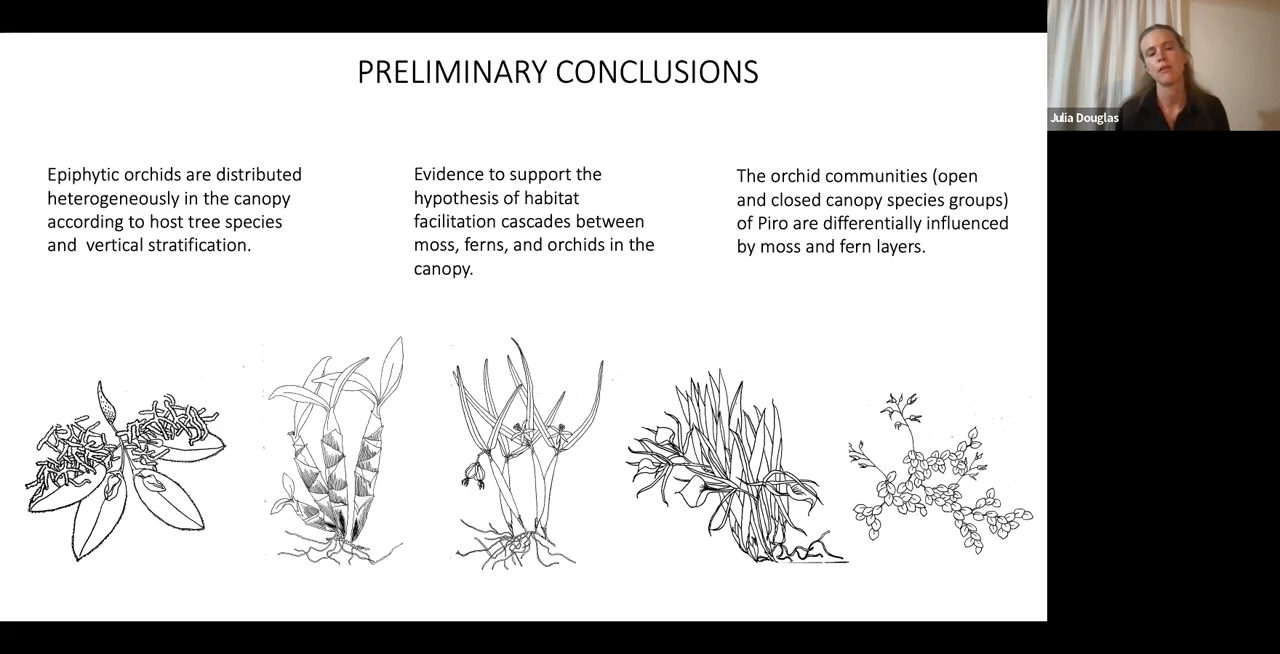 PRELIMINARY CONCLUSIONS
Julia Douglas
Epiphytic orchids are distributed
heterogeneously in the canopy
according to host tree species
and  vertical stratification.
Evidence to support the
hypothesis of habitat
facilitation cascades between
moss, ferns, and orchids in the
canopy.
The orchid communities (open
and closed canopy species groups)
of Piro are differentially influenced
by moss and fern layers.